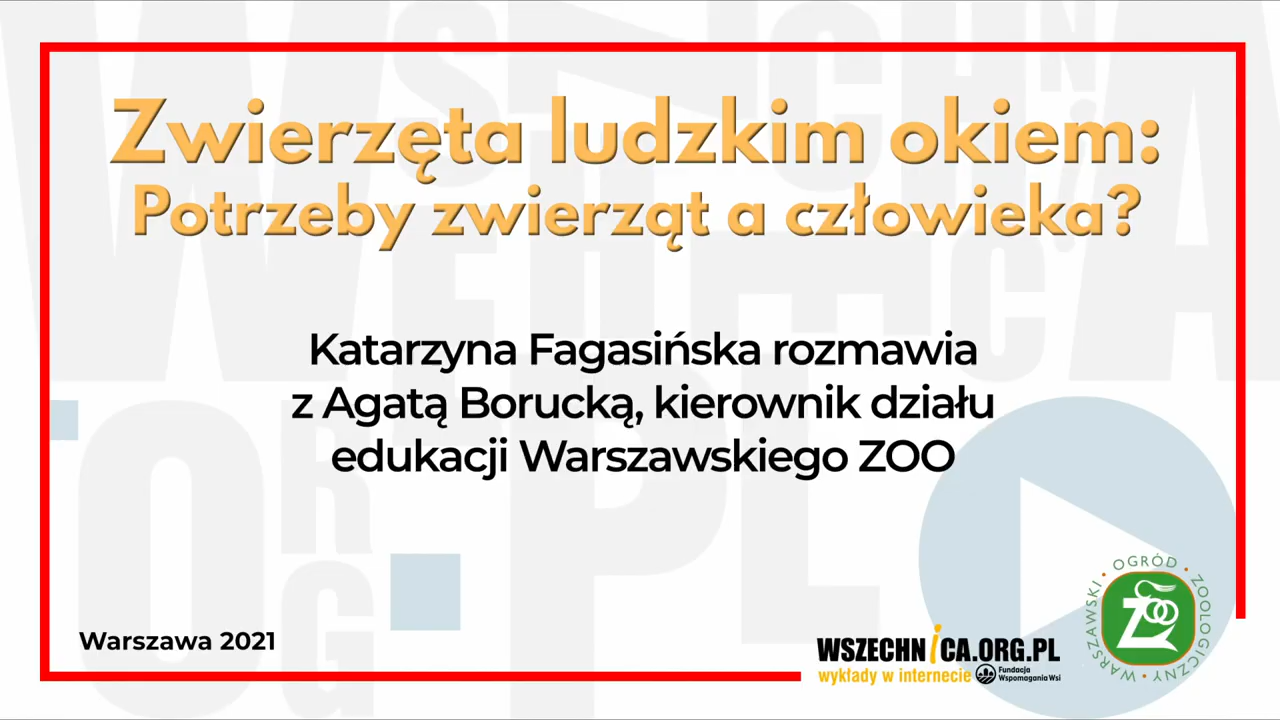 Zwierzęta ludzkim okiem:
Potrzeby zwierząt a człowieka?
Katarzyna Fagasińska rozmawia
z Agatą Borucką, kierownik działu
edukacji Warszawskiego ZOO
Warszawa 2021
WSZECHNICA.ORG.PL
wykłady w internecie
Fundacja
Wspomagania Wsi
WARSZAWSKI • OGRÓD • ZOOLOGICZNY •
ZOO